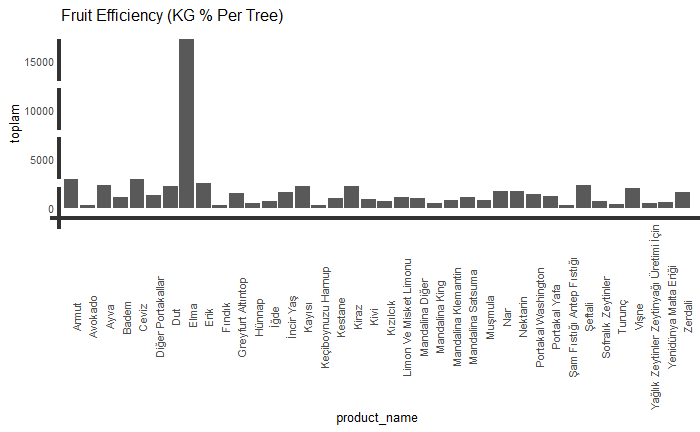 Fruit Efficiency (KG % Per Tree)
toplam
15000
10000
5000
0
Armut
Avokado
Ayva
Badem
Ceviz
Diğer Portakallar
Dut
Elma
Erik
Fındık
Greyfurt Altıntop
Hünnap
İğde
İncir Yaş
Kayısı
Keçiboynuzu Harnup
Kestane
Kiraz
Kivi
Kızılcık
Limon Ve Misket Limonu
Mandalina Diğer
Mandalina King
Mandalina Klemantin
Mandalina Satsuma
Muşmula
Nar
Nektarin
Portakal Washington
Portakal Yafa
Şam Fıstığı Antep Fıstığı
Şeftali
Sofralık Zeytinler
Turunç
Vişne
Yağlık Zeytinler Zeytinyağı Üretimi İçin
Yenidünya Malta Eriği
Zerdali
product_name